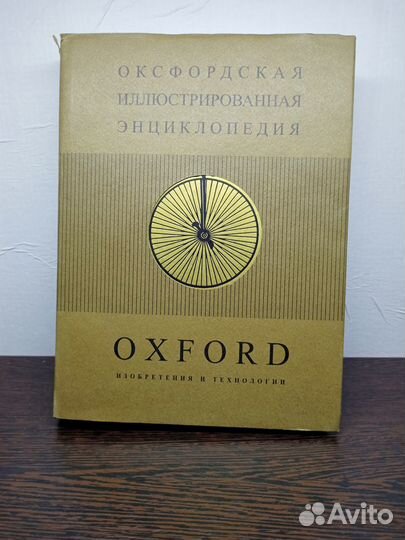 ОКСФОРДСКАЯ
ИЛЛЮСТРИРОВАННАЯ
ЭНЦИКЛОПЕДИЯ
OXFORD
ИЗОБРЕТЕНИЯ И ТЕХНОЛОГИИ
Avito